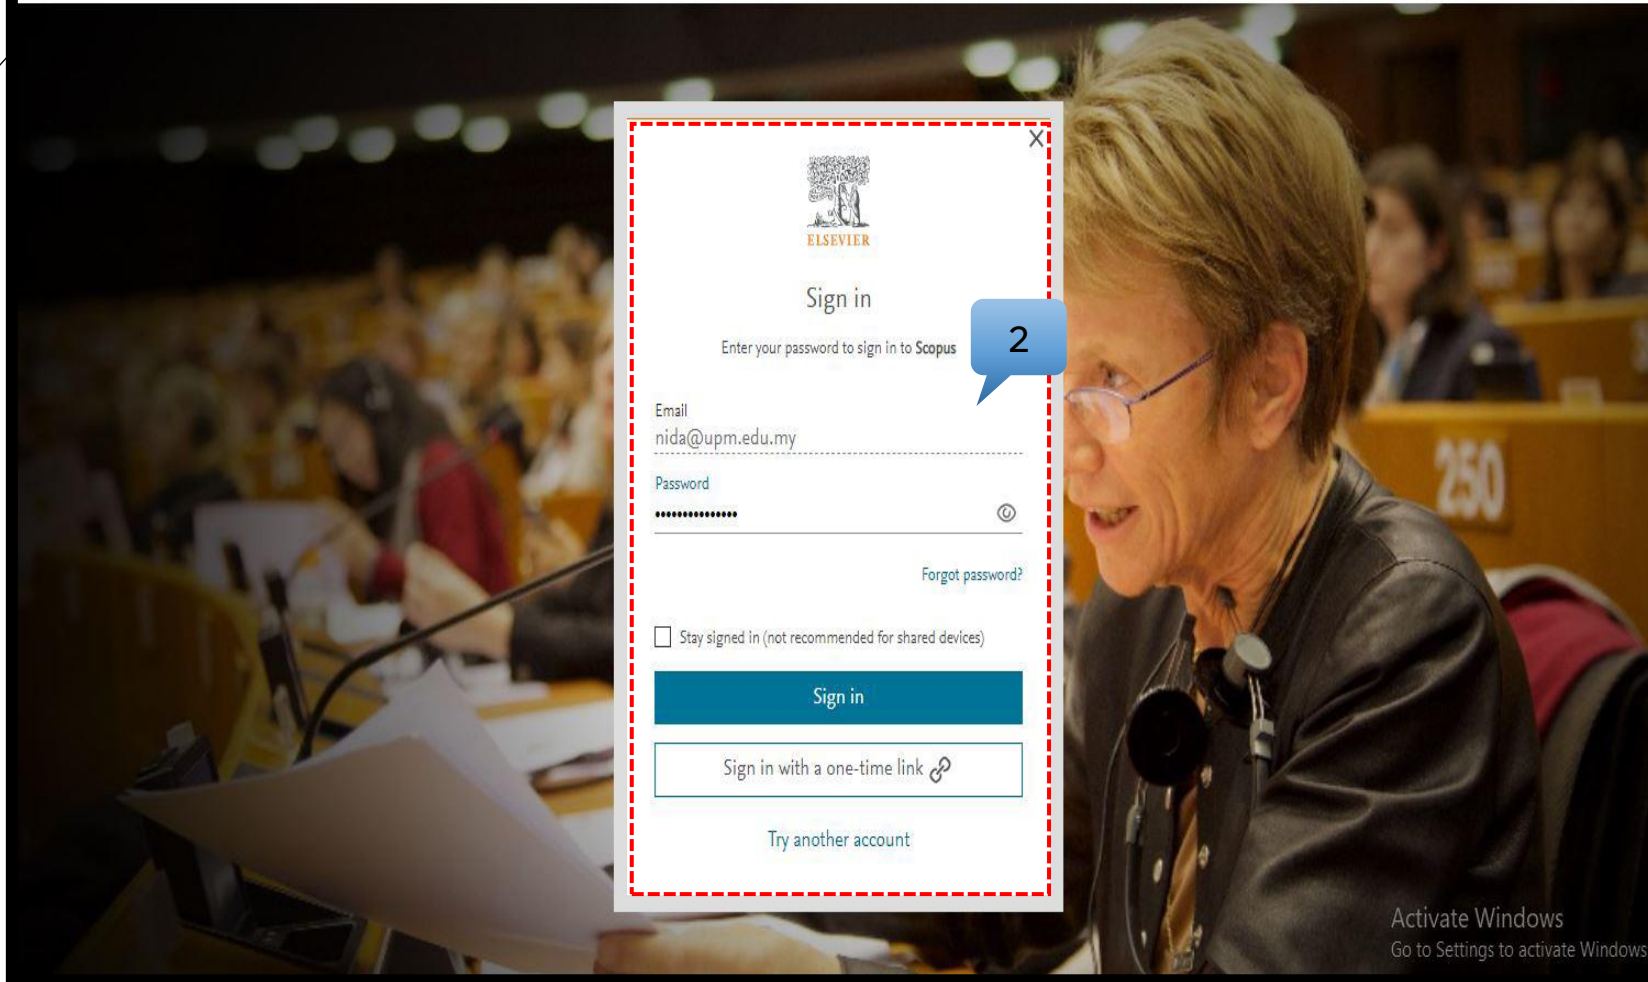 ELSEVIER
Sign in
Enter your password to sign in to Scopus
2
Email
nida@upm.edu.my
Password
•••••••••••••••
Forgot password?
Stay signed in (not recommended for shared devices)
Sign in
Sign in with a one-time link
Try another account
250
Activate Windows
Go to Settings to activate Windows